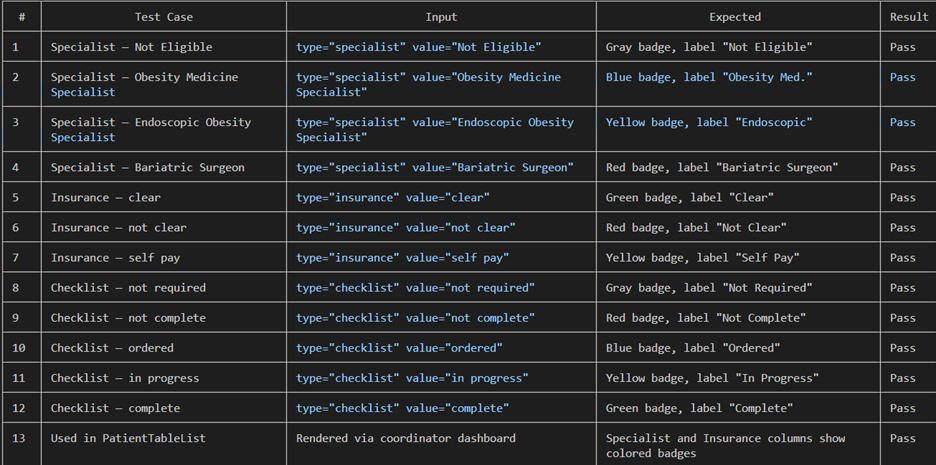 # Test Case Input Expected Result
1 Specialist — Not Eligible type="specialist" value="Not Eligible" Gray badge, label "Not Eligible" Pass
2 Specialist — Obesity Medicine type="specialist" value="Obesity Medicine Blue badge, label "Obesity Med." Pass
Specialist Specialist"
3 Specialist — Endoscopic Obesity type="specialist" value="Endoscopic Obesity Yellow badge, label "Endoscopic" Pass
Specialist Specialist"
4 Specialist — Bariatric Surgeon type="specialist" value="Bariatric Surgeon" Red badge, label "Bariatric Surgeon" Pass
5 Insurance — clear type="insurance" value="clear" Green badge, label "Clear" Pass
6 Insurance — not clear type="insurance" value="not clear" Red badge, label "Not Clear" Pass
7 Insurance — self pay type="insurance" value="self pay" Yellow badge, label "Self Pay" Pass
8 Checklist — not required type="checklist" value="not required" Gray badge, label "Not Required" Pass
9 Checklist — not complete type="checklist" value="not complete" Red badge, label "Not Complete" Pass
10 Checklist — ordered type="checklist" value="ordered" Blue badge, label "Ordered" Pass
11 Checklist — in progress type="checklist" value="in progress" Yellow badge, label "In Progress" Pass
12 Checklist — complete type="checklist" value="complete" Green badge, label "Complete" Pass
13 Used in PatientTableList Rendered via coordinator dashboard Specialist and Insurance columns show Pass
colored badges